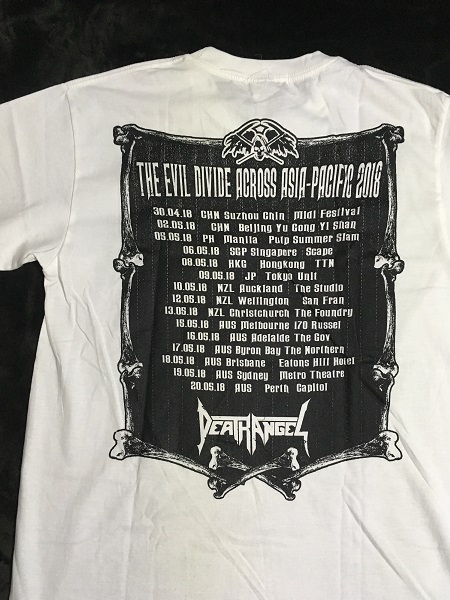 THE EVIL DIVIDE ACROSS ASIA-PACIFIC 2018
30.04.18 CHN Suzhou Chin Midi Festival
02.05.18 CHN Beijing Yu Gong Yi Shan
05.05.18 PH Manila Pulp Summer Slam
06.05.18 SGP Singapere Scape
08.05.18 HKG Hongkong TTN
09.05.18 JP Tokyo Unit
10.05.18 NZL Auckland The Studio
12.05.18 NZL Wellington San Fran
13.05.18 NZL Christchurch The Foundry
15.05.18 AUS Melbourne 170 Russel
16.05.18 AUS Adelaide The Gov
17.05.18 AUS Byron Bay The Northern
18.05.18 AUS Brisbane Eatons Hill Hotel
19.05.18 AUS Sydney Metro Theatre
20.05.18 AUS Perth Capitol
DEATH ANGEL